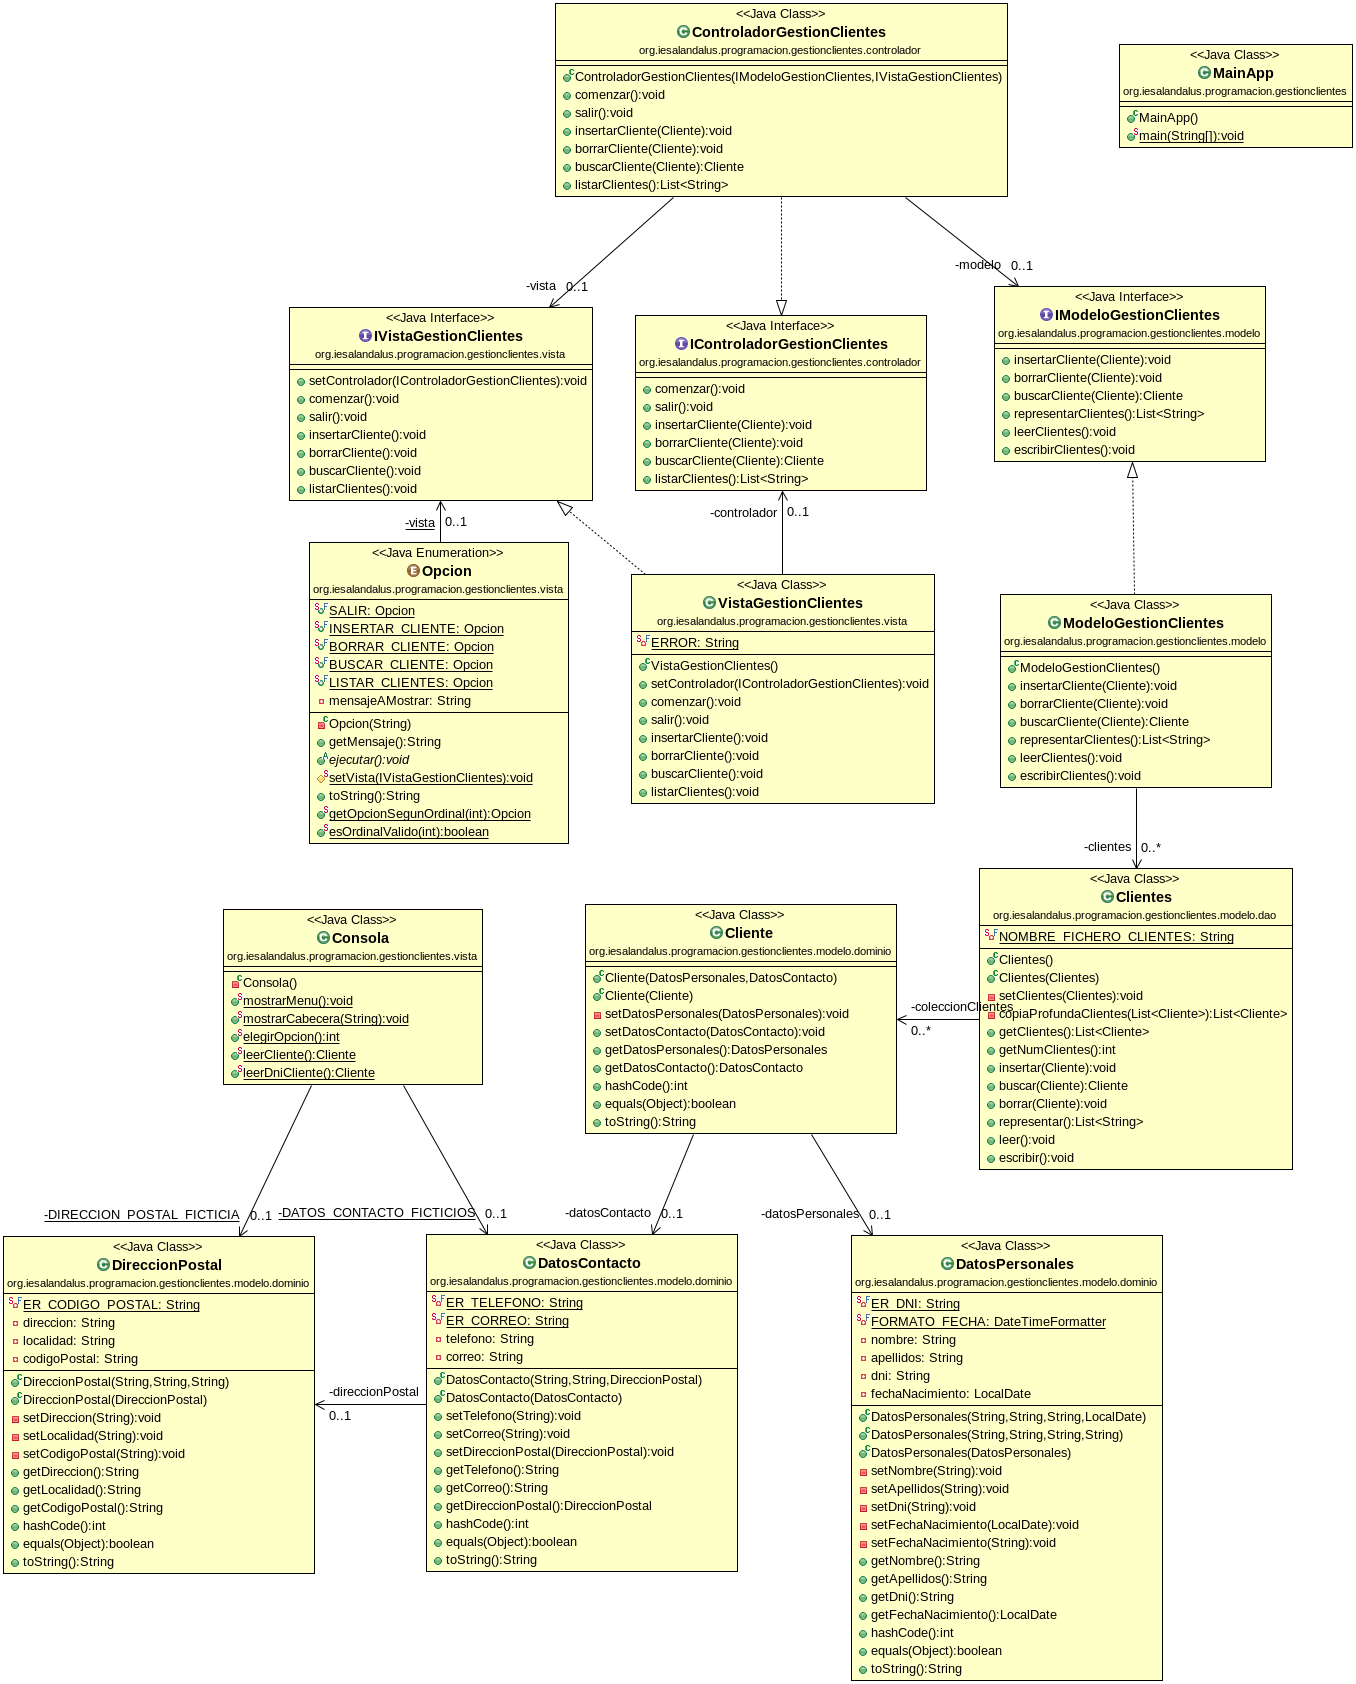 <<Java Class>>
ControladorGestionClientes
org.iesalandalus.programacion.gestionclientes.controlador
ControladorGestionClientes(IModeloGestionClientes,IVistaGestionClientes)
comenzar():void
salir():void
insertarCliente(Cliente):void
borrarCliente(Cliente):void
buscarCliente(Cliente):Cliente
listarClientes():List<String>
<<Java Class>>
MainApp
org.iesalandalus.programacion.gestionclientes
MainApp()
main(String[]):void
-vista 0..1
-modelo 0..1
<<Java Interface>>
IVistaGestionClientes
org.iesalandalus.programacion.gestionclientes.vista
setControlador(IControladorGestionClientes):void
comenzar():void
salir():void
insertarCliente():void
borrarCliente():void
buscarCliente():void
listarClientes():void
<<Java Interface>>
IControladorGestionClientes
org.iesalandalus.programacion.gestionclientes.controlador
comenzar():void
salir():void
insertarCliente(Cliente):void
borrarCliente(Cliente):void
buscarCliente(Cliente):Cliente
listarClientes():List<String>
<<Java Interface>>
IModeloGestionClientes
org.iesalandalus.programacion.gestionclientes.modelo
insertarCliente(Cliente):void
borrarCliente(Cliente):void
buscarCliente(Cliente):Cliente
representarClientes():List<String>
leerClientes():void
escribirClientes():void
-vista 0..1
-controlador 0..1
<<Java Enumeration>>
Opcion
org.iesalandalus.programacion.gestionclientes.vista
SALIR: Opcion
INSERTAR_CLIENTE: Opcion
BORRAR_CLIENTE: Opcion
BUSCAR_CLIENTE: Opcion
LISTAR_CLIENTES: Opcion
mensajeAMostrar: String
Opcion(String)
getMensaje():String
ejecutar():void
setVista(IVistaGestionClientes):void
toString():String
getOpcionSegunOrdinal(int):Opcion
esOrdinalValido(int):boolean
<<Java Class>>
VistaGestionClientes
org.iesalandalus.programacion.gestionclientes.vista
ERROR: String
VistaGestionClientes()
setControlador(IControladorGestionClientes):void
comenzar():void
salir():void
insertarCliente():void
borrarCliente():void
buscarCliente():void
listarClientes():void
<<Java Class>>
ModeloGestionClientes
org.iesalandalus.programacion.gestionclientes.modelo
ModeloGestionClientes()
insertarCliente(Cliente):void
borrarCliente(Cliente):void
buscarCliente(Cliente):Cliente
representarClientes():List<String>
leerClientes():void
escribirClientes():void
-clientes 0..*
<<Java Class>>
Consola
org.iesalandalus.programacion.gestionclientes.vista
Consola()
mostrarMenu():void
mostrarCabecera(String):void
elegirOpcion():int
leerCliente():Cliente
leerDniCliente():Cliente
<<Java Class>>
Cliente
org.iesalandalus.programacion.gestionclientes.modelo.dominio
Cliente(DatosPersonales,DatosContacto)
Cliente(Cliente)
setDatosPersonales(DatosPersonales):void
setDatosContacto(DatosContacto):void
getDatosPersonales():DatosPersonales
getDatosContacto():DatosContacto
hashCode():int
equals(Object):boolean
toString():String
-coleccionClientes
0..*
<<Java Class>>
Clientes
org.iesalandalus.programacion.gestionclientes.modelo.dao
NOMBRE_FICHERO_CLIENTES: String
Clientes()
Clientes(Clientes)
setClientes(Clientes):void
copiaProfundaClientes(List<Cliente>):List<Cliente>
getClientes():List<Cliente>
getNumClientes():int
insertar(Cliente):void
buscar(Cliente):Cliente
borrar(Cliente):void
representar():List<String>
leer():void
escribir():void
-DIRECCION_POSTAL_FICTICIA 0..1
-DATOS_CONTACTO_FICTICIOS 0..1
-datosContacto 0..1
-datosPersonales 0..1
<<Java Class>>
DireccionPostal
org.iesalandalus.programacion.gestionclientes.modelo.dominio
ER_CODIGO_POSTAL: String
direccion: String
localidad: String
codigoPostal: String
DireccionPostal(String,String,String)
DireccionPostal(DireccionPostal)
setDireccion(String):void
setLocalidad(String):void
setCodigoPostal(String):void
getDireccion():String
getLocalidad():String
getCodigoPostal():String
hashCode():int
equals(Object):boolean
toString():String
-direccionPostal
0..1
<<Java Class>>
DatosContacto
org.iesalandalus.programacion.gestionclientes.modelo.dominio
ER_TELEFONO: String
ER_CORREO: String
telefono: String
correo: String
DatosContacto(String,String,DireccionPostal)
DatosContacto(DatosContacto)
setTelefono(String):void
setCorreo(String):void
setDireccionPostal(DireccionPostal):void
getTelefono():String
getCorreo():String
getDireccionPostal():DireccionPostal
hashCode():int
equals(Object):boolean
toString():String
<<Java Class>>
DatosPersonales
org.iesalandalus.programacion.gestionclientes.modelo.dominio
ER_DNI: String
FORMATO_FECHA: DateTimeFormatter
nombre: String
apellidos: String
dni: String
fechaNacimiento: LocalDate
DatosPersonales(String,String,String,LocalDate)
DatosPersonales(String,String,String,String)
DatosPersonales(DatosPersonales)
setNombre(String):void
setApellidos(String):void
setDni(String):void
setFechaNacimiento(LocalDate):void
setFechaNacimiento(String):void
getNombre():String
getApellidos():String
getDni():String
getFechaNacimiento():LocalDate
hashCode():int
equals(Object):boolean
toString():String